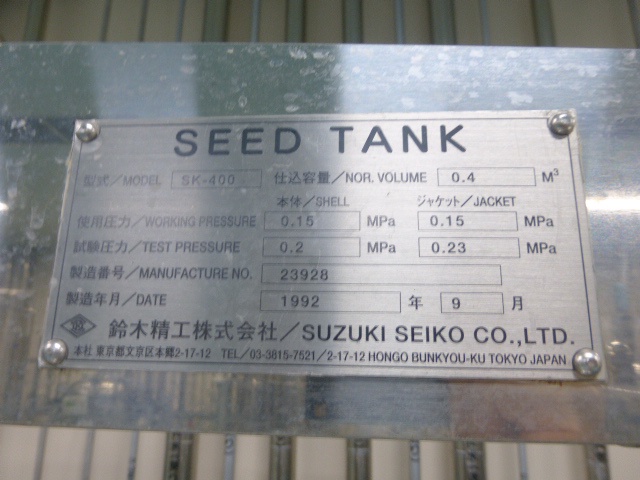 SEED TANK
型式/MODEL SK-400 仕込容量/NOR. VOLUME 0.4 M³
本体/SHELL ジャケット/JACKET
使用圧力/WORKING PRESSURE 0.15 MPa 0.15 MPa
試験圧力/TEST PRESSURE 0.2 MPa 0.23 MPa
製造番号/MANUFACTURE NO. 23928
製造年月/DATE 1992 年 9 月
鈴木精工株式会社/SUZUKI SEIKO CO., LTD.
本社 東京都文京区本郷2-17-12 TEL/03-3815-7521/2-17-12 HONGO BUNKYOU-KU TOKYO JAPAN